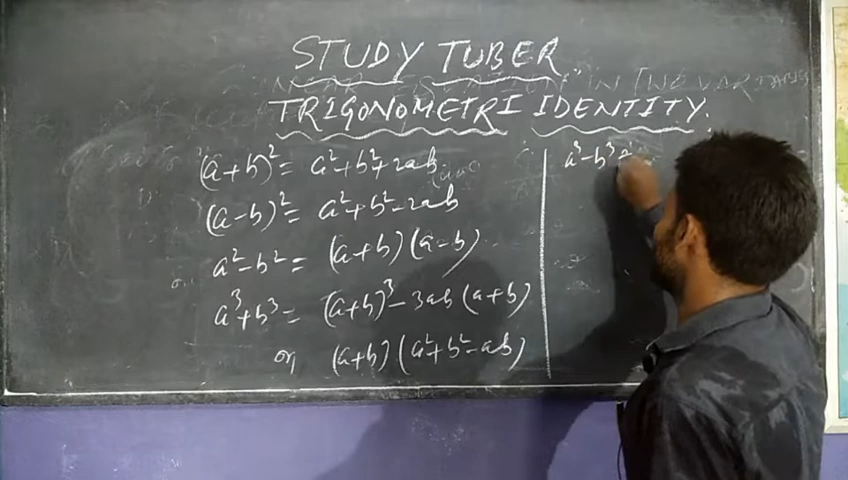 STUDY TUBER
TRIGONOMETRI IDENTITY.
(a+b)² = a²+b²+2ab
(a-b)² = a²+b²-2ab
a²-b² = (a+b)(a-b)
a³+b³ = (a+b)³-3ab(a+b)
or, (a+b)(a²+b²-ab)
a³-b³